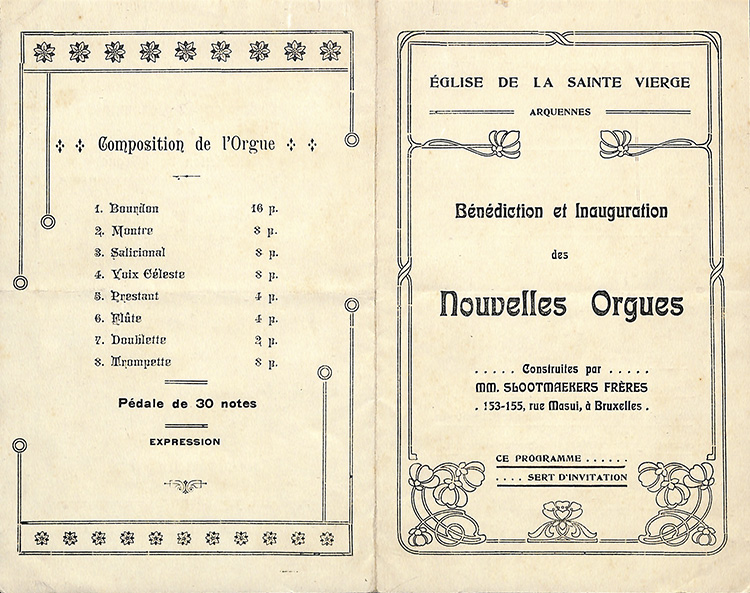 Composition de l'Orgue
1. Bourdon 16 p.
2. Montre 8 p.
3. Salicional 8 p.
4. Voix Céleste 8 p.
5. Prestant 4 p.
6. Flûte 4 p.
7. Doublette 2 p.
8. Trompette 8 p.
Pédale de 30 notes
EXPRESSION
ÉGLISE DE LA SAINTE VIERGE
ARQUENNES
Bénédiction et Inauguration
des
Nouvelles Orgues
..... Construites par .....
MM. SLOOTMAEKERS FRÈRES
. 153-155, rue Masui, à Bruxelles .
CE PROGRAMME ......
.... SERT D'INVITATION